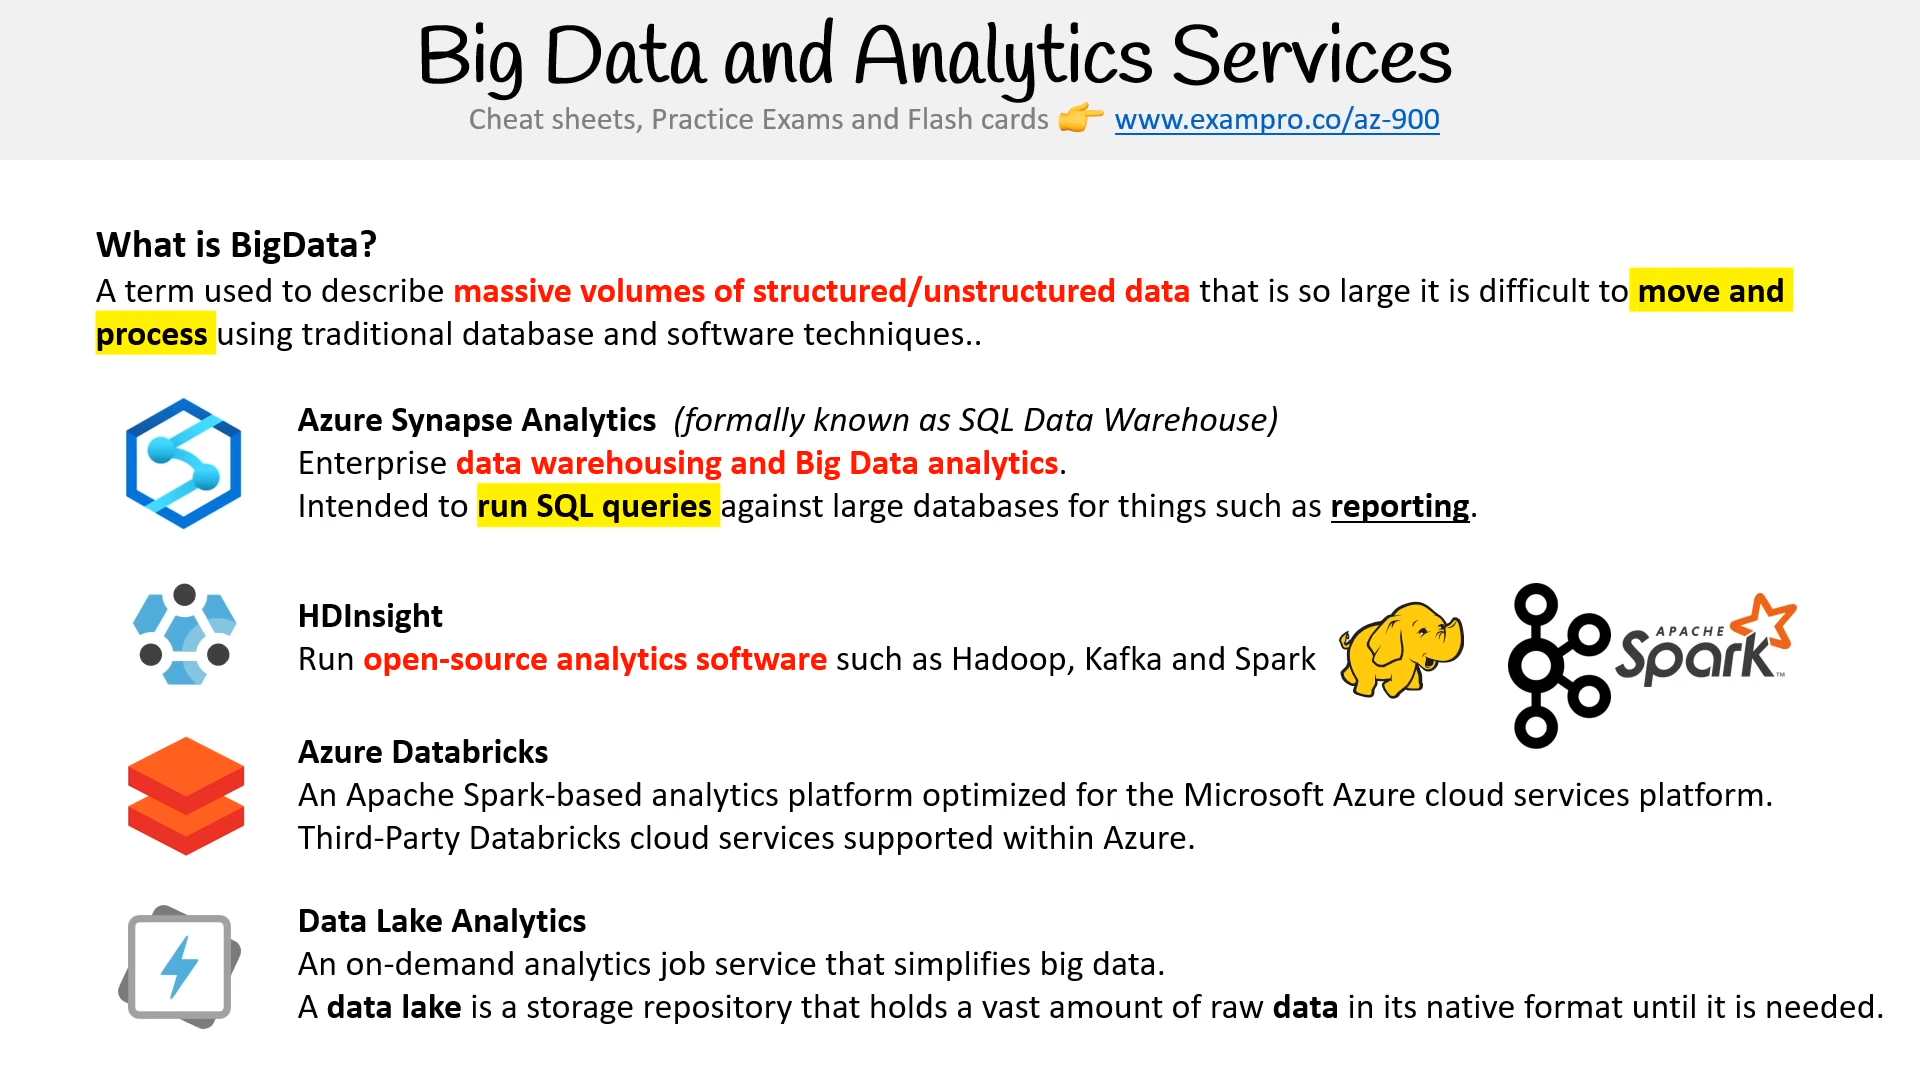 Big Data and Analytics Services
Cheat sheets, Practice Exams and Flash cards 👉 www.exampro.co/az-900
What is BigData?
A term used to describe massive volumes of structured/unstructured data that is so large it is difficult to move and
process using traditional database and software techniques..
Azure Synapse Analytics (formally known as SQL Data Warehouse)
Enterprise data warehousing and Big Data analytics.
Intended to run SQL queries against large databases for things such as reporting.
HDInsight
Run open-source analytics software such as Hadoop, Kafka and Spark
APACHE
Spark™
Azure Databricks
An Apache Spark-based analytics platform optimized for the Microsoft Azure cloud services platform.
Third-Party Databricks cloud services supported within Azure.
Data Lake Analytics
An on-demand analytics job service that simplifies big data.
A data lake is a storage repository that holds a vast amount of raw data in its native format until it is needed.